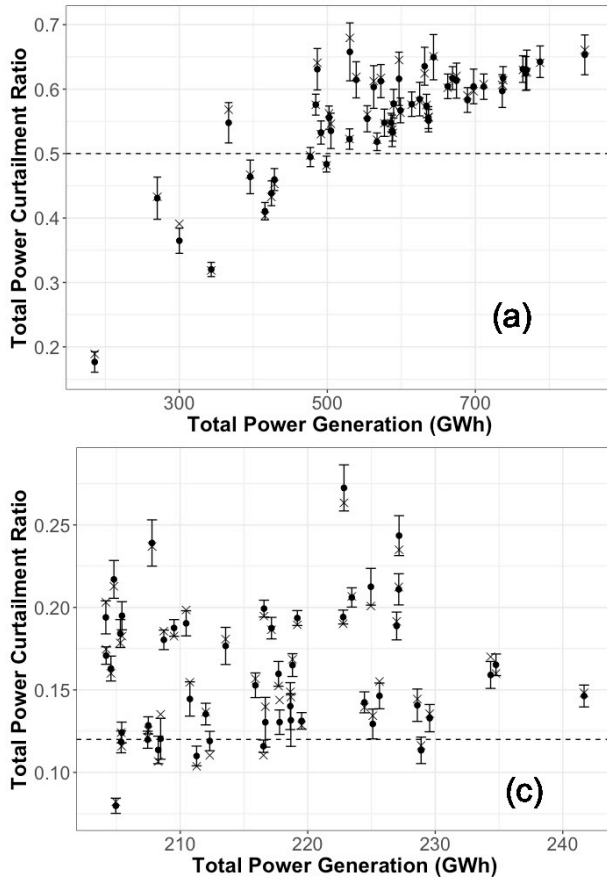 Total Power Curtailment Ratio
0.7
0.6
0.5
0.4
0.3
0.2
(a)
300
500
700
Total Power Generation (GWh)
Total Power Curtailment Ratio
0.25
0.20
0.15
0.10
(c)
210
220
230
240
Total Power Generation (GWh)